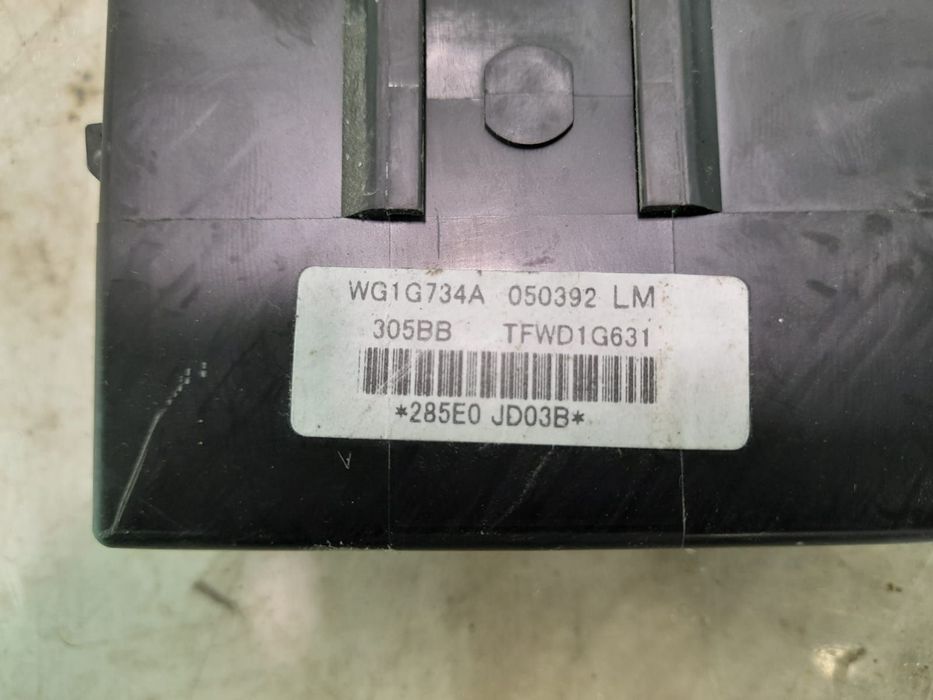 WG1G734A 050392 LM
305BB TFWD1G631
*285E0 JD03B*